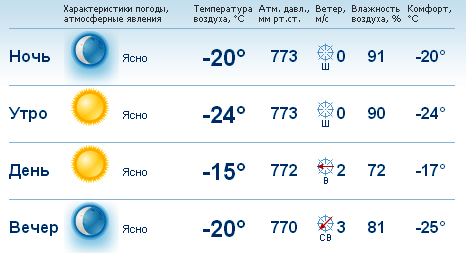 Характеристики погоды, атмосферные явления Температура воздуха, °C Атм. давл., мм рт.ст. Ветер, м/с Влажность воздуха, % Комфорт, °C
Ночь Ясно -20° 773 Ш 0 91 -20°
Утро Ясно -24° 773 Ш 0 90 -24°
День Ясно -15° 772 В 2 72 -17°
Вечер Ясно -20° 770 СВ 3 81 -25°